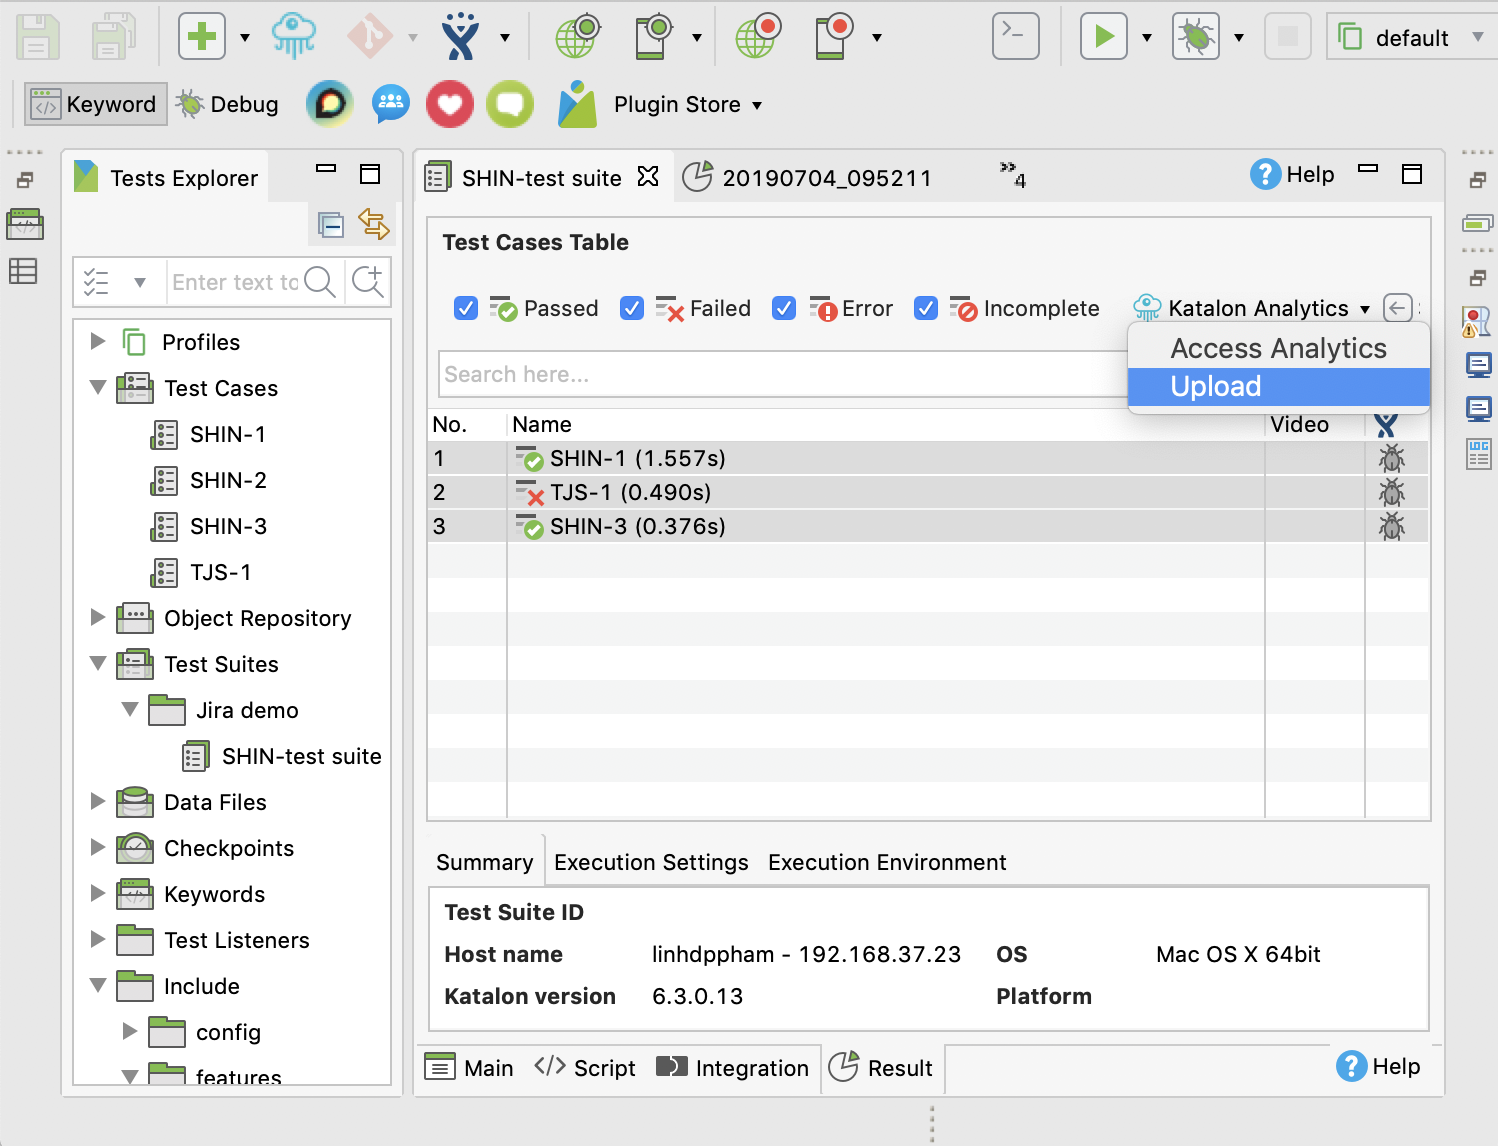 default
Keyword Debug Plugin Store
Tests Explorer
Enter text to
Profiles
Test Cases
SHIN-1
SHIN-2
SHIN-3
TJS-1
Object Repository
Test Suites
Jira demo
SHIN-test suite
Data Files
Checkpoints
Keywords
Test Listeners
Include
config
features
SHIN-test suite 20190704_095211 4 Help
Test Cases Table
Passed Failed Error Incomplete Katalon Analytics
Access Analytics
Upload
Search here...
No. Name Video
1 SHIN-1 (1.557s)
2 TJS-1 (0.490s)
3 SHIN-3 (0.376s)
Summary Execution Settings Execution Environment
Test Suite ID
Host name linhdppham - 192.168.37.23 OS Mac OS X 64bit
Katalon version 6.3.0.13 Platform
Main Script Integration Result Help
LOG